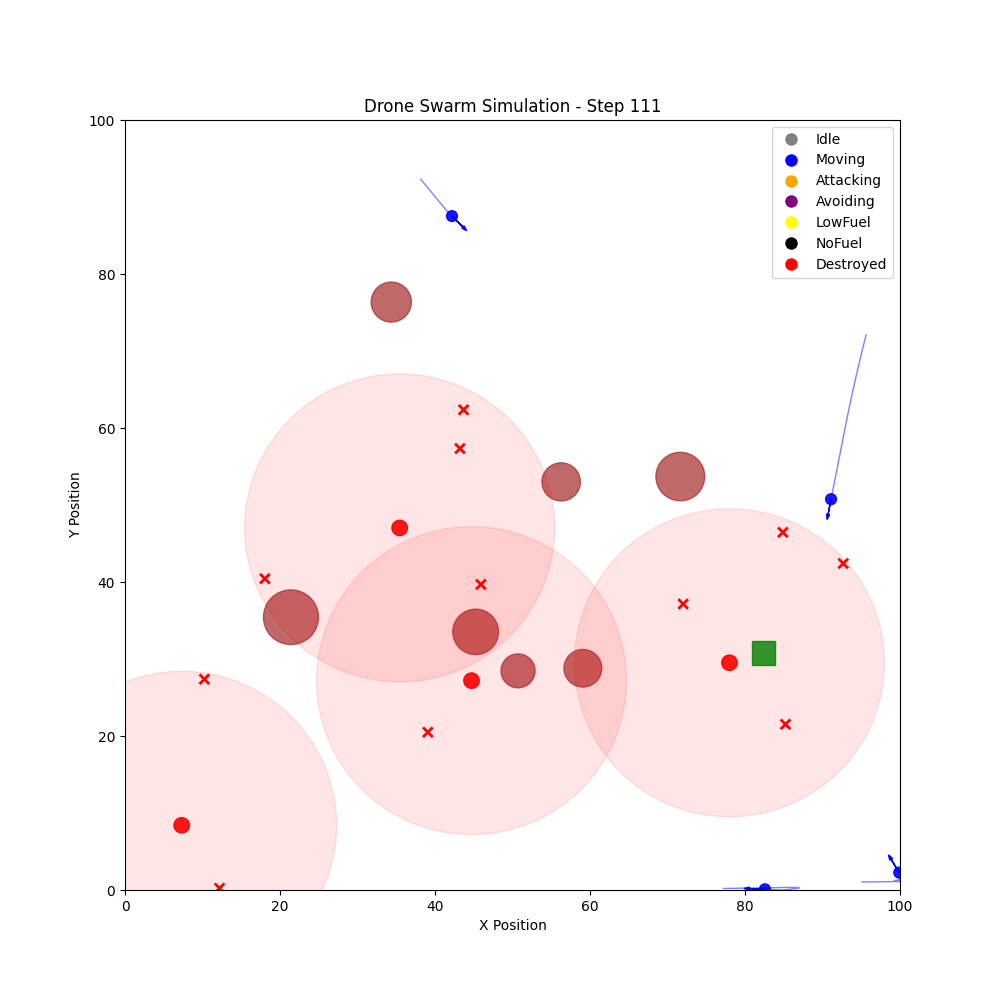 Drone Swarm Simulation - Step 111
100
80
60
40
20
0
Y Position
Idle
Moving
Attacking
Avoiding
LowFuel
NoFuel
Destroyed
0 20 40 60 80 100
X Position